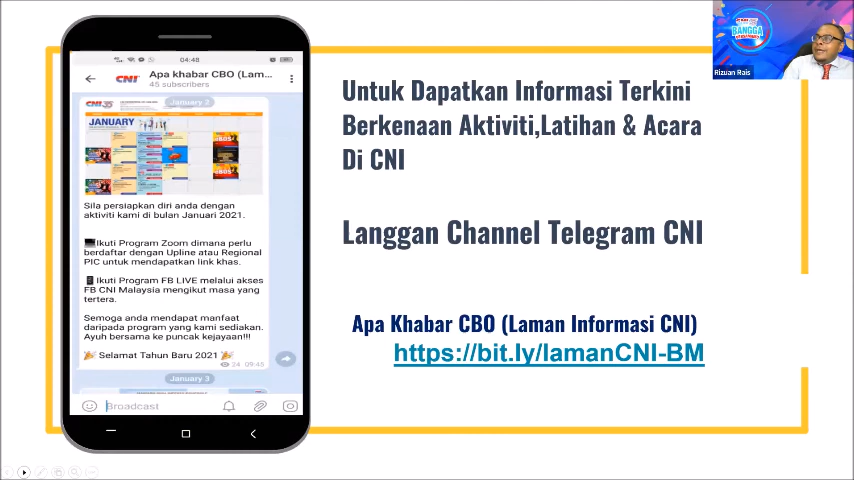 BANGGA
Rizuan Rais
04:48
CNI
Apa khabar CBO (Lam...
45 subscribers
January 2
CNI
JANUARY
Sila persiapkan diri anda dengan
aktiviti kami di bulan Januari 2021.
Ikuti Program Zoom dimana perlu
berdaftar dengan Upline atau Regional
PIC untuk mendapatkan link khas.
Ikuti Program FB LIVE melalui akses
FB CNI Malaysia mengikut masa yang
tertera.
Semoga anda mendapat manfaat
daripada program yang kami sediakan.
Ayuh bersama ke puncak kejayaan!!!
🎉 Selamat Tahun Baru 2021 🎉
24 09:45
January 3
Broadcast
Untuk Dapatkan Informasi Terkini
Berkenaan Aktiviti,Latihan & Acara
Di CNI
Langgan Channel Telegram CNI
Apa Khabar CBO (Laman Informasi CNI)
https://bit.ly/lamanCNI-BM